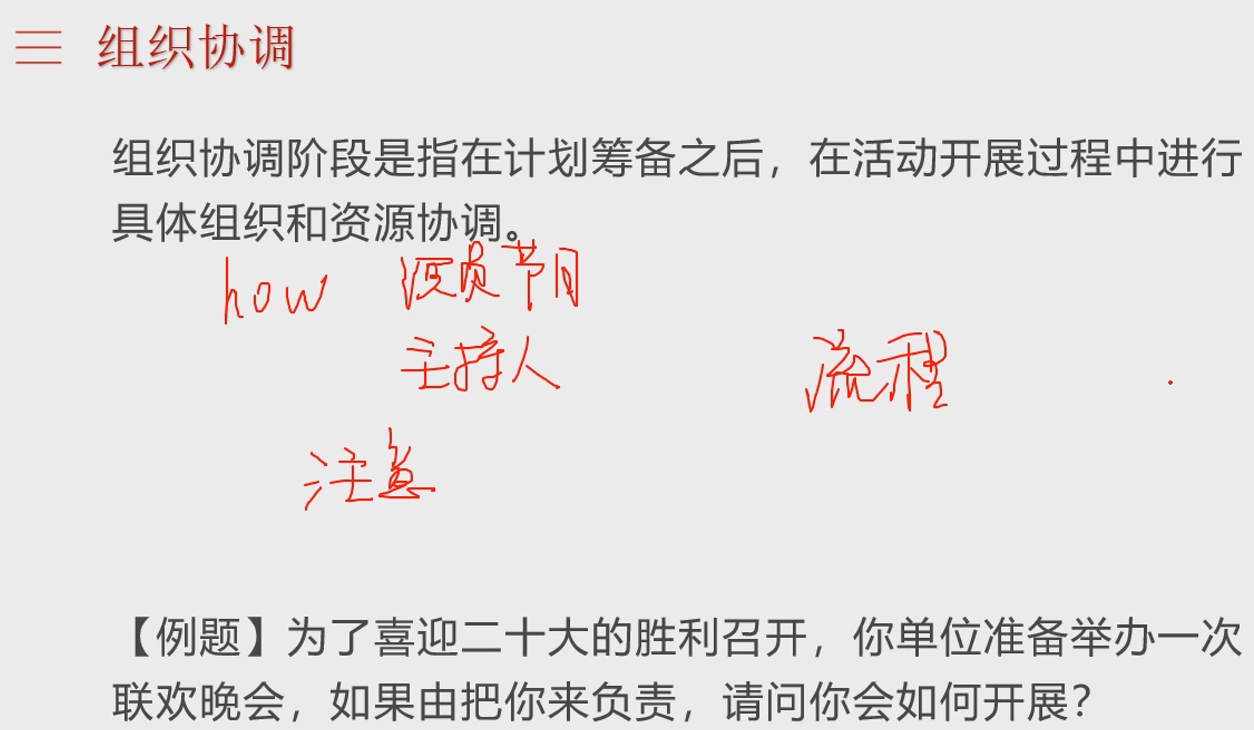 组织协调
组织协调阶段是指在计划筹备之后，在活动开展过程中进行
具体组织和资源协调。
how 演员节目
主持人
流程
注意
【例题】为了喜迎二十大的胜利召开，你单位准备举办一次
联欢晚会，如果由把你来负责，请问你会如何开展？